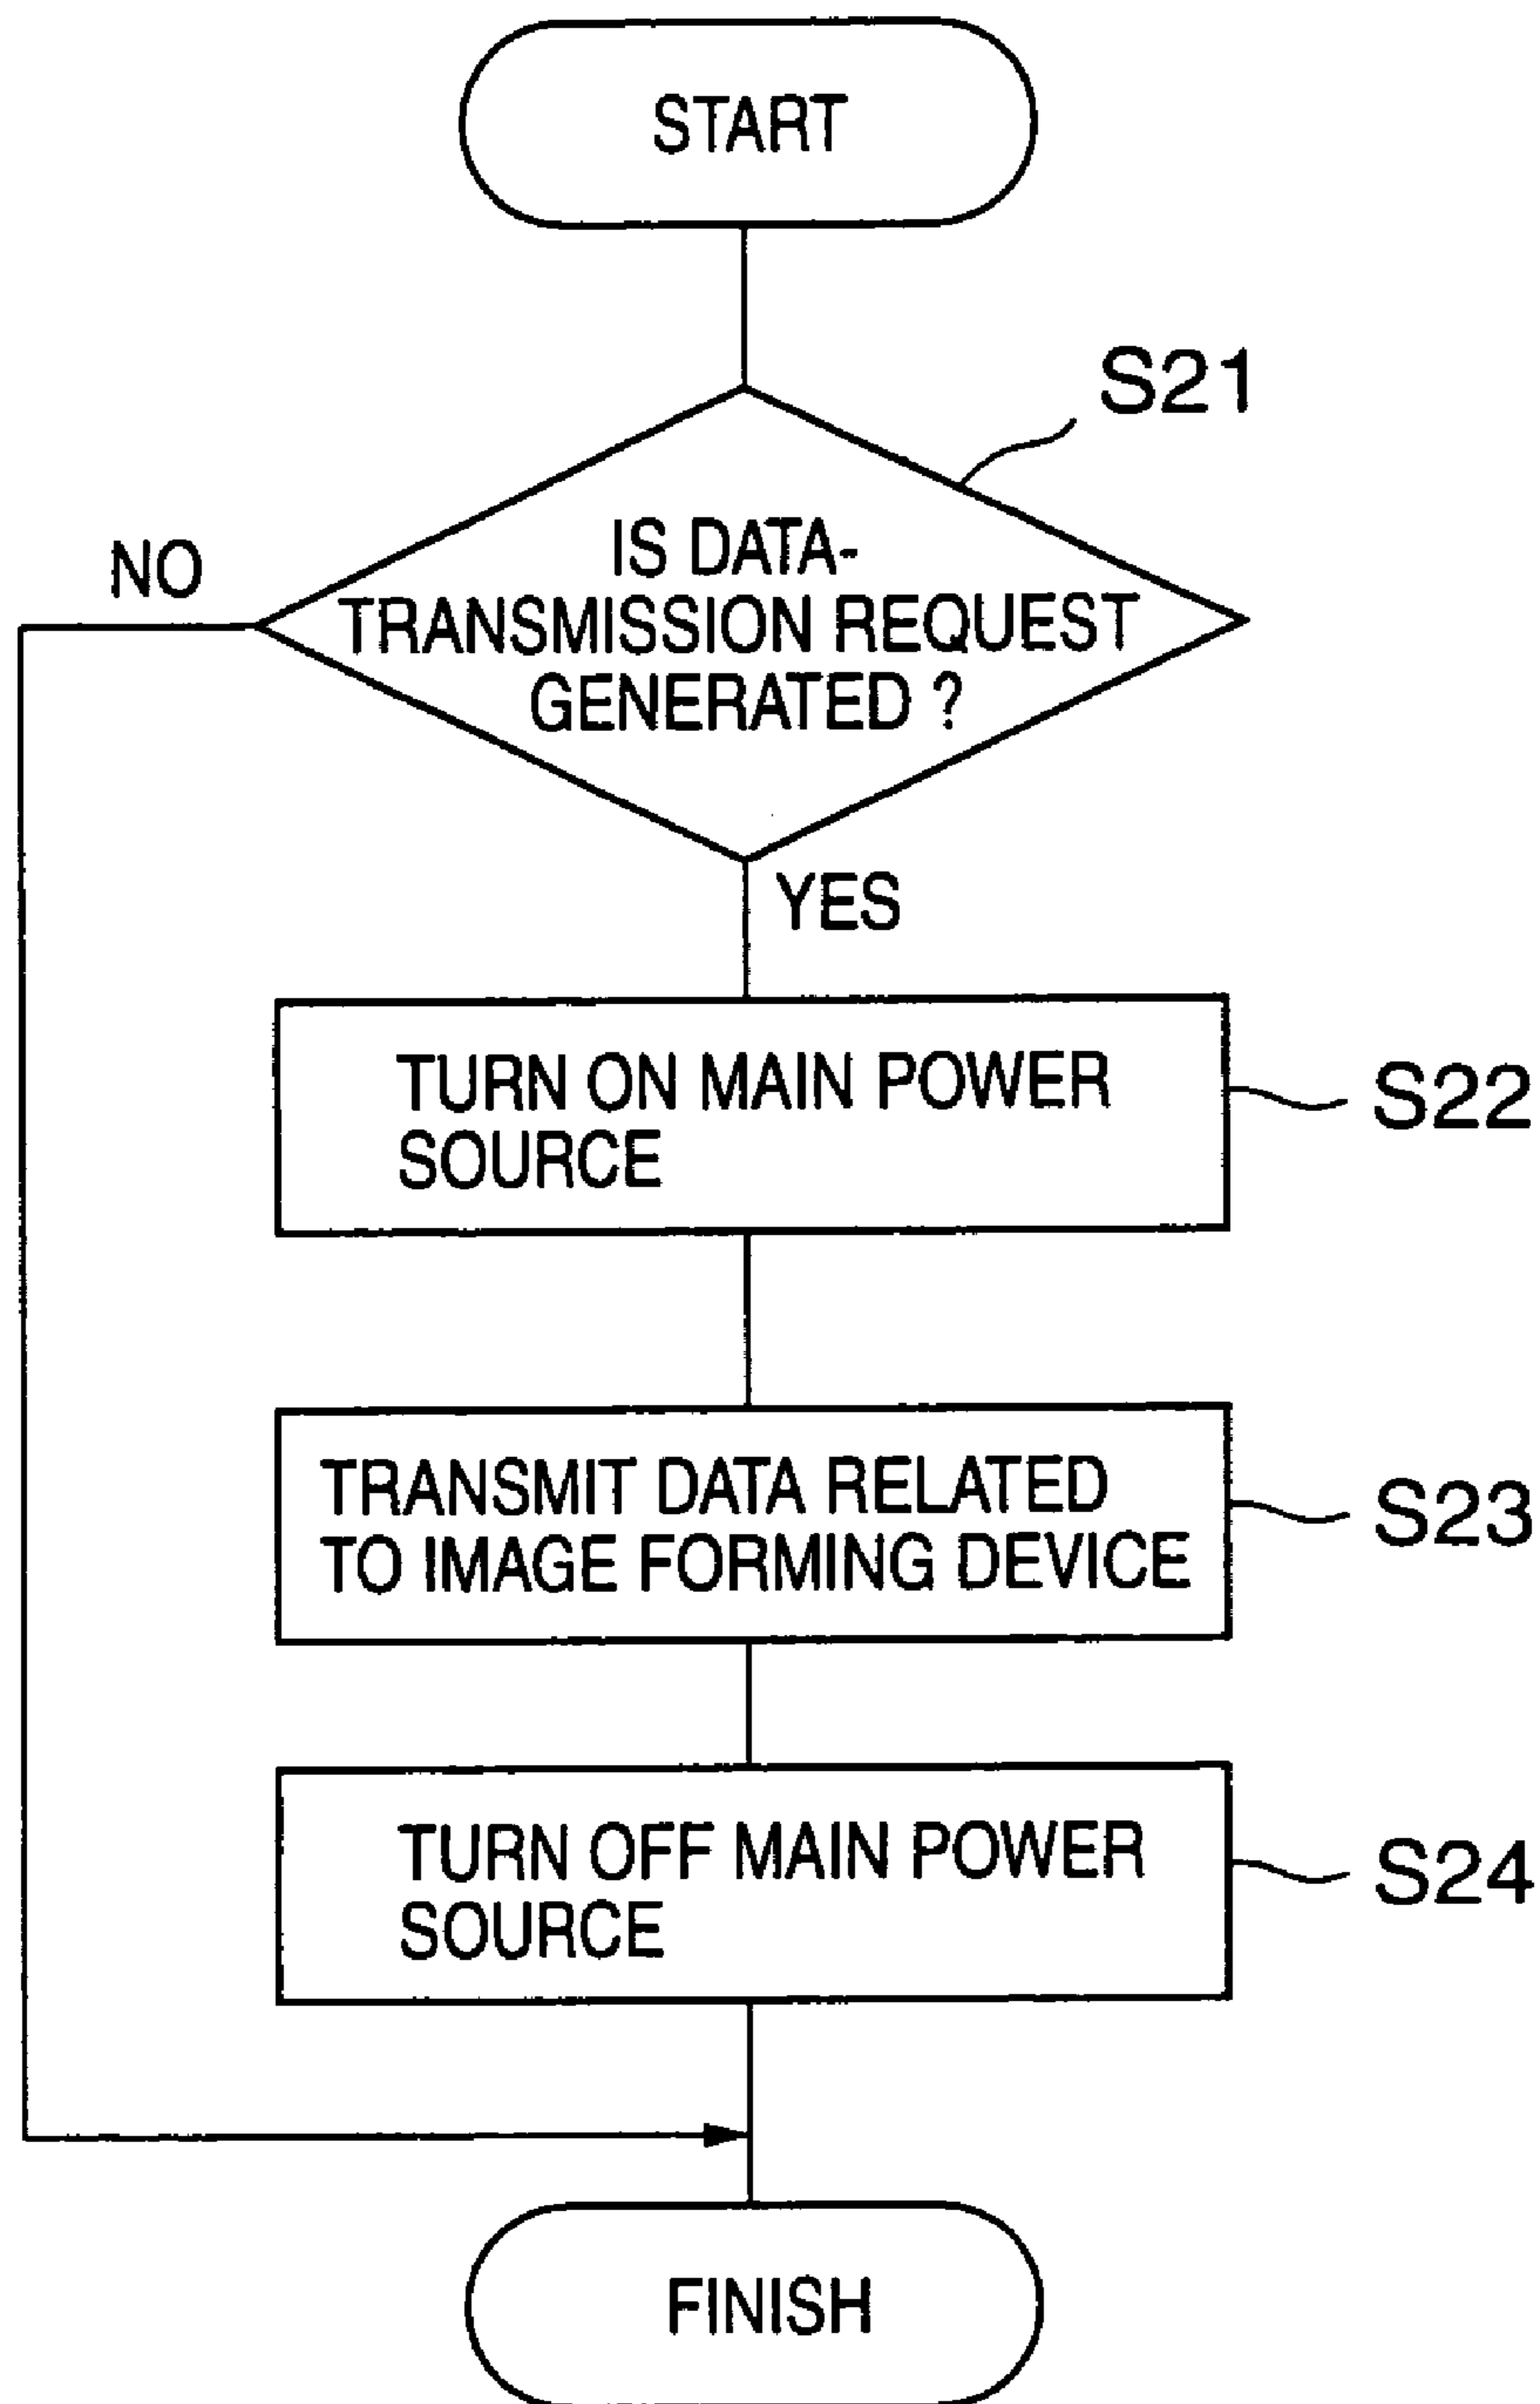 START
S21
NO
IS DATA-
TRANSMISSION REQUEST
GENERATED ?
YES
TURN ON MAIN POWER
SOURCE
S22
TRANSMIT DATA RELATED
TO IMAGE FORMING DEVICE
S23
TURN OFF MAIN POWER
SOURCE
S24
FINISH